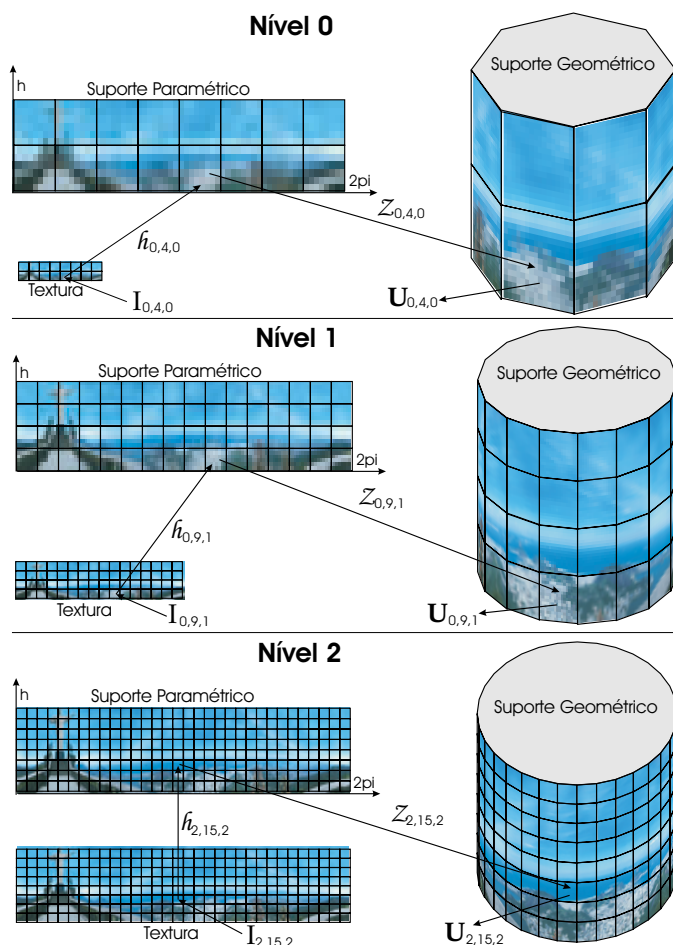 Nível 0
h
Suporte Paramétrico
Suporte Geométrico
2pi
Z0,4,0
h0,4,0
I0,4,0
Textura
U0,4,0
Nível 1
h
Suporte Paramétrico
Suporte Geométrico
2pi
Z0,9,1
h0,9,1
Textura
I0,9,1
U0,9,1
Nível 2
h
Suporte Paramétrico
Suporte Geométrico
2pi
Z2,15,2
h2,15,2
Textura
I2,15,2
U2,15,2